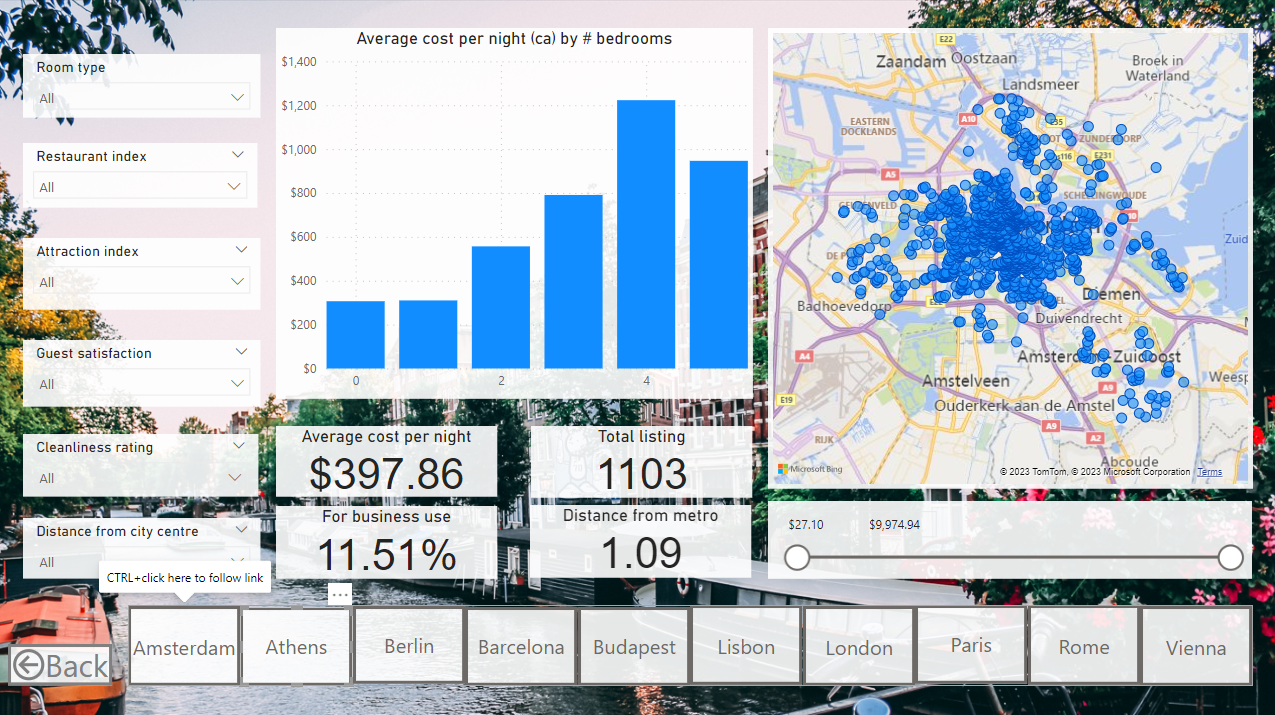 Room type
All
Restaurant index
All
Attraction index
All
Guest satisfaction
All
Cleanliness rating
All
Distance from city centre
All
CTRL+click here to follow link
Average cost per night (ca) by # bedrooms
$1,400
$1,200
$1,000
$800
$600
$400
$200
$0
0
2
4
Average cost per night
$397.86
Total listing
1103
For business use
11.51%
Distance from metro
1.09
E22
Zaandam
Oostzaan
Broek in
Waterland
Landsmeer
A10
EASTERN
DOCKLANDS
s116
E231
A5
SCHELLINGWOUDE
Zuid
Badhoevedorp
Diemen
Duivendrecht
A4
Amstelveen
A9
Weesp
E19
Ouderkerk aan de Amstel
A9
A2
RIJK
Abcoude
Microsoft Bing
© 2023 TomTom, © 2023 Microsoft Corporation Terms
$27.10
$9,974.94
Back
Amsterdam
Athens
Berlin
Barcelona
Budapest
Lisbon
London
Paris
Rome
Vienna